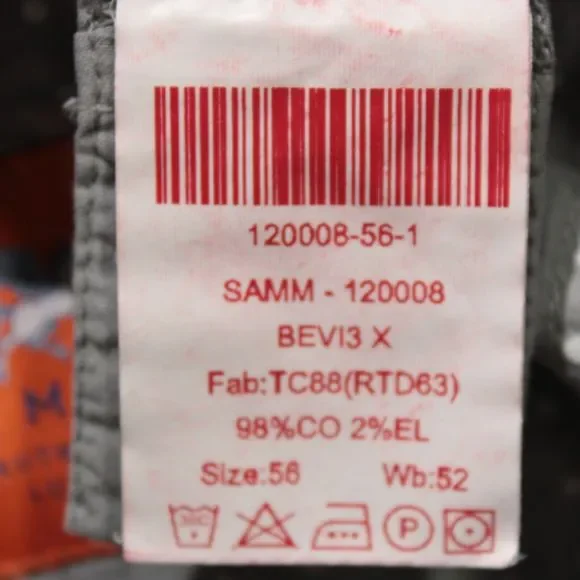 120008-56-1
SAMM - 120008
BEVI3 X
Fab:TC88(RTD63)
98%CO 2%EL
Size:56 Wb:52
P
M